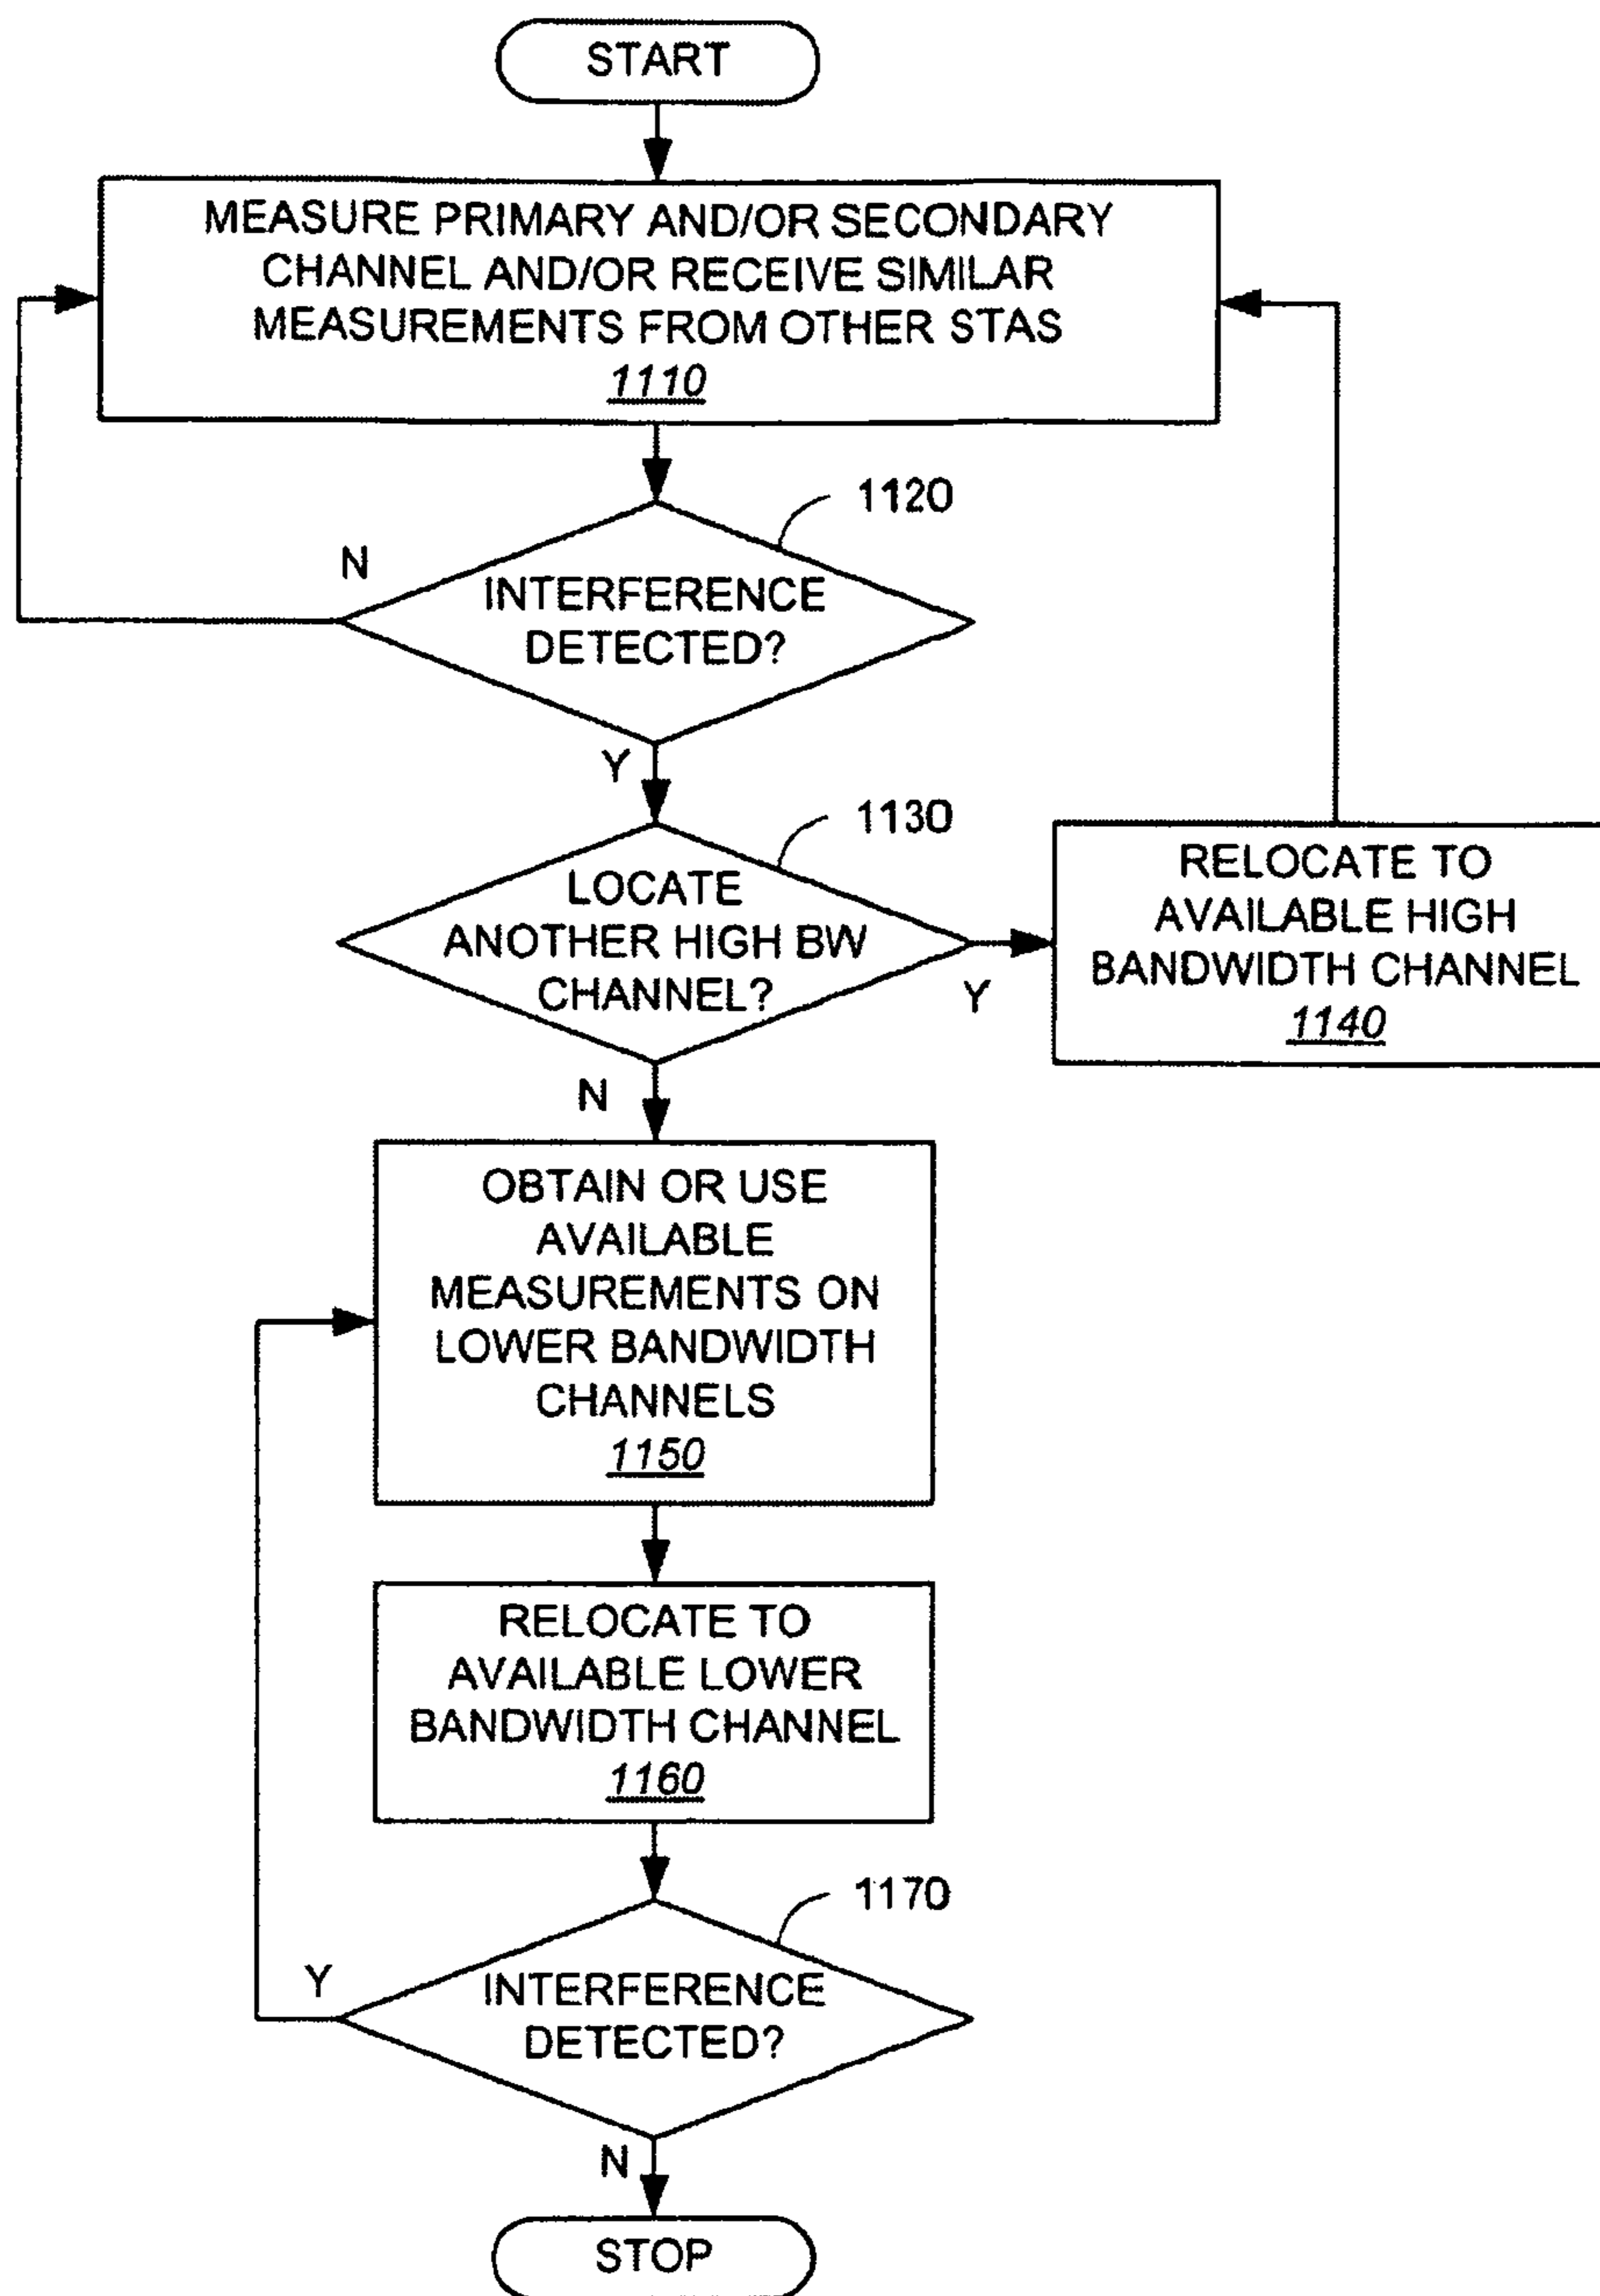 START
MEASURE PRIMARY AND/OR SECONDARY
CHANNEL AND/OR RECEIVE SIMILAR
MEASUREMENTS FROM OTHER STAS
1110
1120
N
INTERFERENCE
DETECTED?
Y
1130
LOCATE
ANOTHER HIGH BW
CHANNEL?
Y
RELOCATE TO
AVAILABLE HIGH
BANDWIDTH CHANNEL
1140
N
OBTAIN OR USE
AVAILABLE
MEASUREMENTS ON
LOWER BANDWIDTH
CHANNELS
1150
RELOCATE TO
AVAILABLE LOWER
BANDWIDTH CHANNEL
1160
1170
Y
INTERFERENCE
DETECTED?
N
STOP